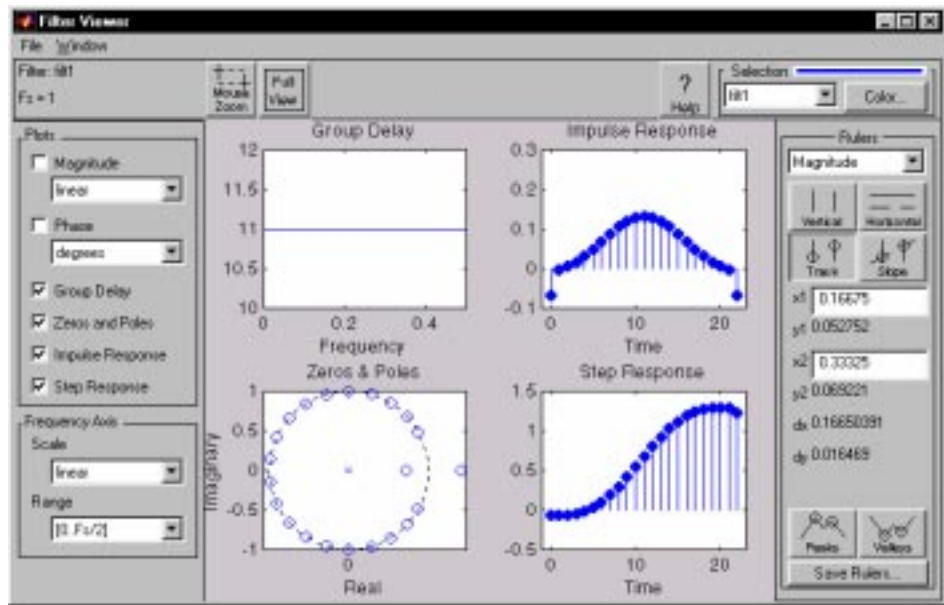 Filter Viewer
File Window
Filter: filt1
Fs = 1
Mouse Zoom
Full View
?
Help
Selection
filt1
Color...
Plots
Magnitude
linear
Phase
degrees
Group Delay
Zeros and Poles
Impulse Response
Step Response
Frequency Axis
Scale
linear
Range
[0 Fs/2]
Group Delay
12
11.5
11
10.5
10
0 0.2 0.4
Frequency
Impulse Response
0.3
0.2
0.1
0
-0.1
0 10 20
Time
Zeros & Poles
1
0.5
0
-0.5
-1
Imaginary
0
Real
Step Response
1.5
1
0.5
0
-0.5
0 10 20
Time
Rulers
Magnitude
Vertical
Horizontal
Track
Slope
x1 0.16675
y1 0.052752
x2 0.33325
y2 0.069221
dx 0.16650391
dy 0.016469
Peaks
Valleys
Save Rulers...